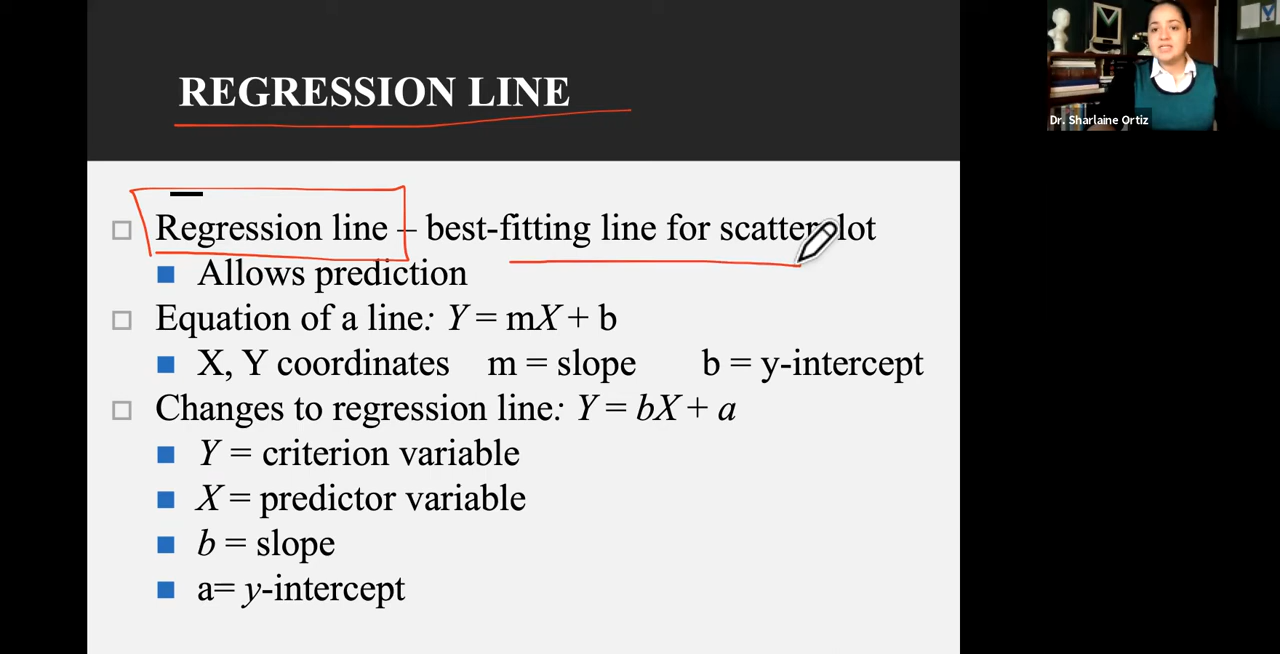 REGRESSION LINE
Dr. Sharlaine Ortiz
Regression line – best-fitting line for scatterplot
Allows prediction
Equation of a line: Y = mX + b
X, Y coordinates m = slope b = y-intercept
Changes to regression line: Y = bX + a
Y = criterion variable
X = predictor variable
b = slope
a= y-intercept